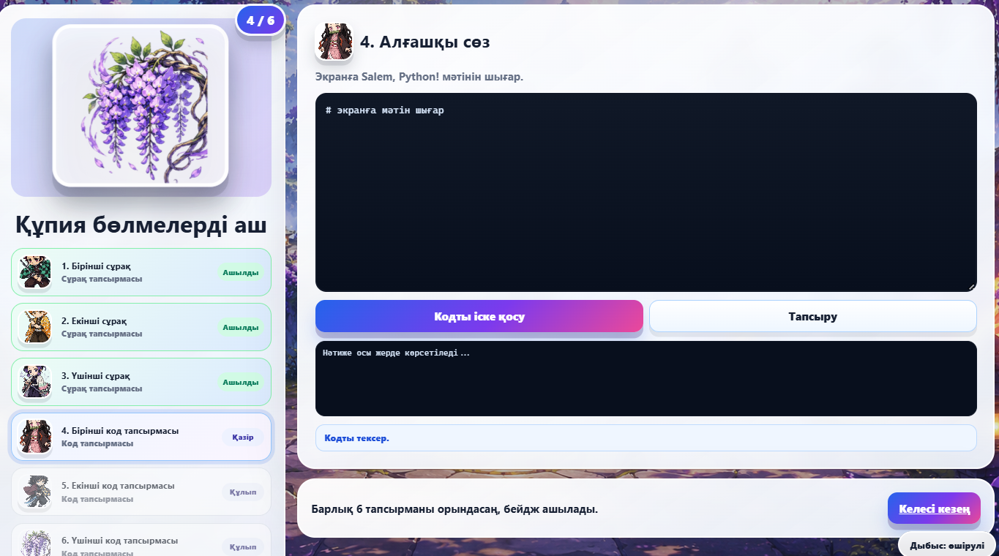 4 / 6
Құпия бөлмелерді аш
1. Бірінші сұрақ
Сұрақ тапсырмасы
Ашылды
2. Екінші сұрақ
Сұрақ тапсырмасы
Ашылды
3. Үшінші сұрақ
Сұрақ тапсырмасы
Ашылды
4. Бірінші код тапсырмасы
Код тапсырмасы
Қазір
5. Екінші код тапсырмасы
Код тапсырмасы
Құлып
6. Үшінші код тапсырмасы
Код тапсырмасы
Құлып
4. Алғашқы сөз
Экранға Salem, Python! мәтінін шығар.
# экранға мәтін шығар
Кодты іске қосу
Тапсыру
Нәтиже осы жерде көрсетіледі...
Кодты тексер.
Барлық 6 тапсырманы орындасаң, бейдж ашылады.
Келесі кезең
Дыбыс: өшірулі